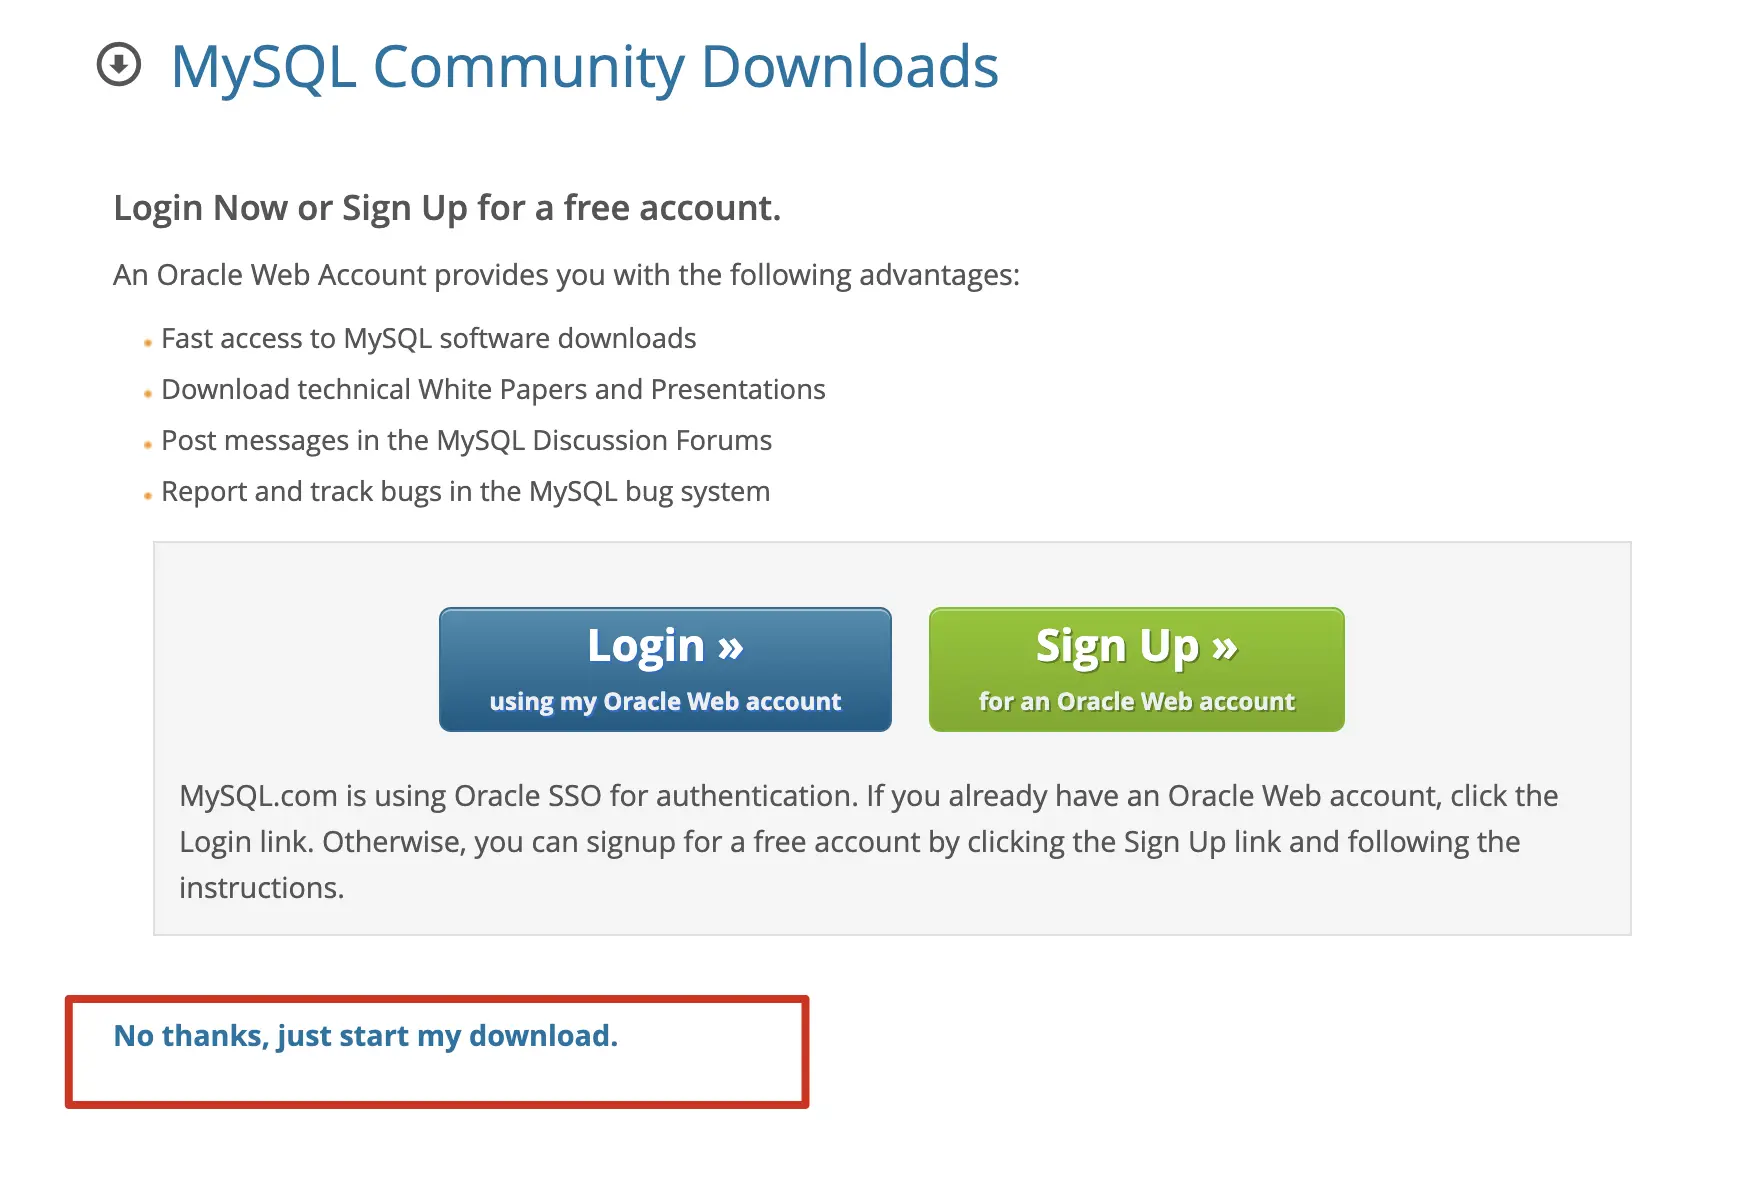 MySQL Community Downloads
Login Now or Sign Up for a free account.
An Oracle Web Account provides you with the following advantages:
Fast access to MySQL software downloads
Download technical White Papers and Presentations
Post messages in the MySQL Discussion Forums
Report and track bugs in the MySQL bug system
Login »
using my Oracle Web account
Sign Up »
for an Oracle Web account
MySQL.com is using Oracle SSO for authentication. If you already have an Oracle Web account, click the
Login link. Otherwise, you can signup for a free account by clicking the Sign Up link and following the
instructions.
No thanks, just start my download.